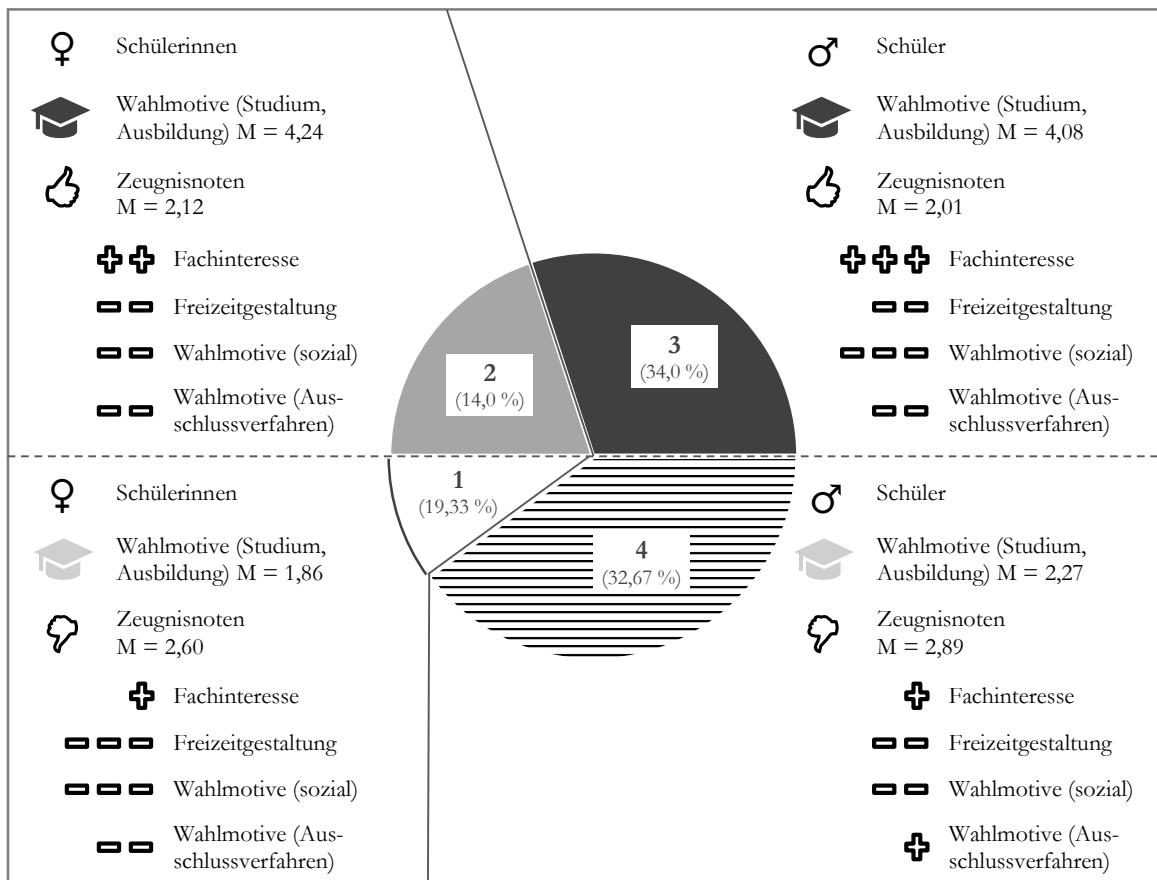 Schülerinnen
Wahlmotive (Studium,
Ausbildung) M = 4,24
Zeugnisnoten
M = 2,12
Fachinteresse
Freizeitgestaltung
Wahlmotive (sozial)
Wahlmotive (Aus-
schlussverfahren)
Schüler
Wahlmotive (Studium,
Ausbildung) M = 4,08
Zeugnisnoten
M = 2,01
Fachinteresse
Freizeitgestaltung
Wahlmotive (sozial)
Wahlmotive (Aus-
schlussverfahren)
2
(14,0 %)
3
(34,0 %)
1
(19,33 %)
4
(32,67 %)
Schülerinnen
Wahlmotive (Studium,
Ausbildung) M = 1,86
Zeugnisnoten
M = 2,60
Fachinteresse
Freizeitgestaltung
Wahlmotive (sozial)
Wahlmotive (Aus-
schlussverfahren)
Schüler
Wahlmotive (Studium,
Ausbildung) M = 2,27
Zeugnisnoten
M = 2,89
Fachinteresse
Freizeitgestaltung
Wahlmotive (sozial)
Wahlmotive (Aus-
schlussverfahren)